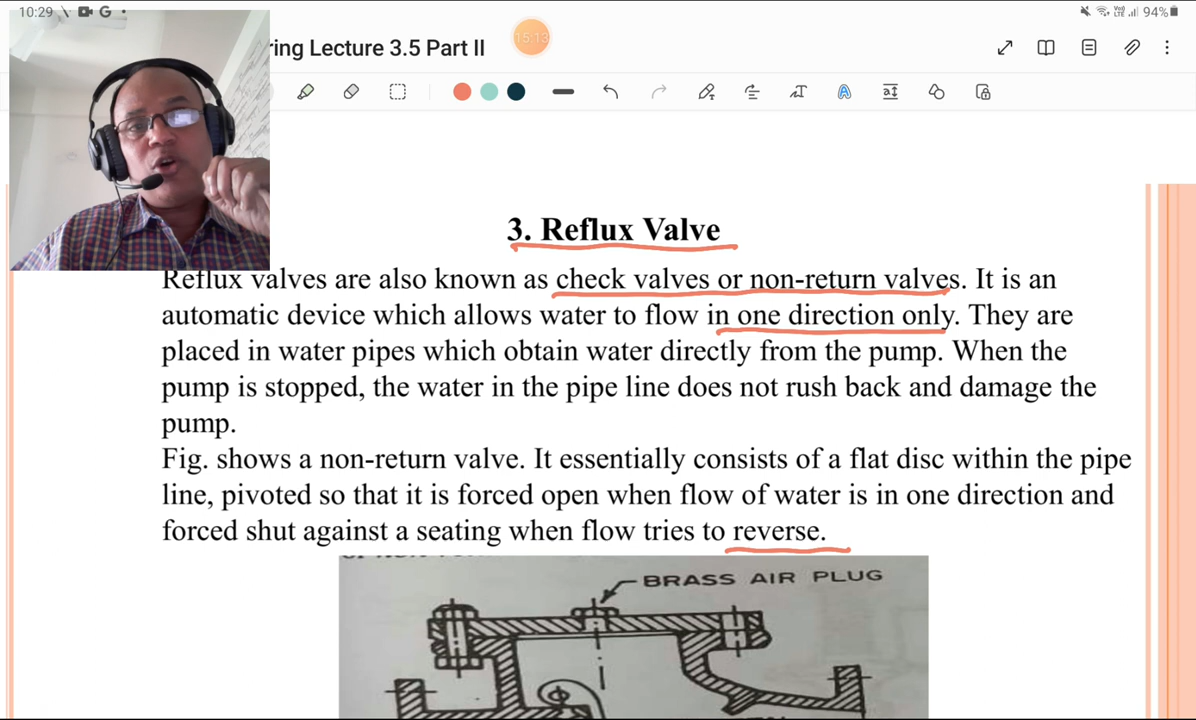 10:29
94%
ring Lecture 3.5 Part II
15:13
3. Reflux Valve
Reflux valves are also known as check valves or non-return valves. It is an
automatic device which allows water to flow in one direction only. They are
placed in water pipes which obtain water directly from the pump. When the
pump is stopped, the water in the pipe line does not rush back and damage the
pump.
Fig. shows a non-return valve. It essentially consists of a flat disc within the pipe
line, pivoted so that it is forced open when flow of water is in one direction and
forced shut against a seating when flow tries to reverse.
BRASS AIR PLUG